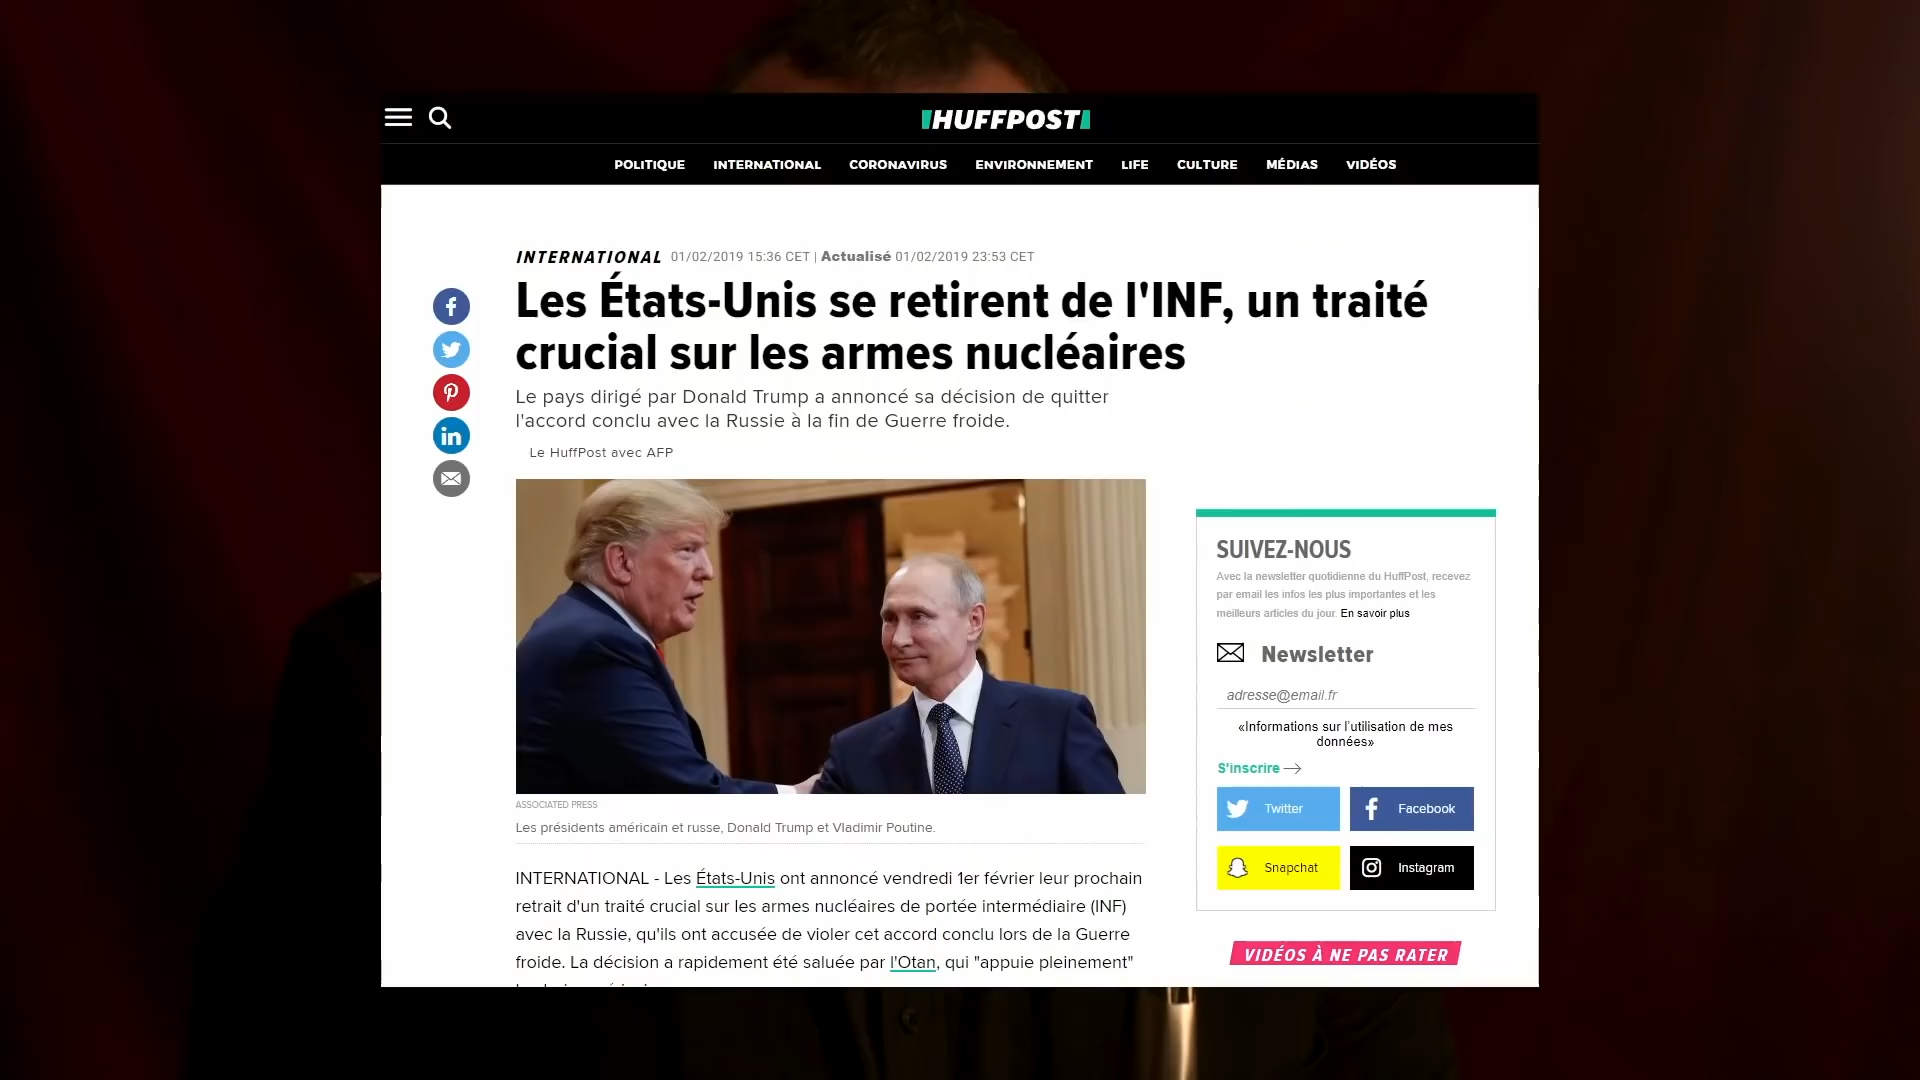 HUFFPOST
POLITIQUE INTERNATIONAL CORONAVIRUS ENVIRONNEMENT LIFE CULTURE MÉDIAS VIDÉOS
INTERNATIONAL 01/02/2019 15:36 CET | Actualisé 01/02/2019 23:53 CET
Les États-Unis se retirent de l'INF, un traité
crucial sur les armes nucléaires
Le pays dirigé par Donald Trump a annoncé sa décision de quitter
l'accord conclu avec la Russie à la fin de Guerre froide.
Le HuffPost avec AFP
ASSOCIATED PRESS
Les présidents américain et russe, Donald Trump et Vladimir Poutine.
INTERNATIONAL - Les États-Unis ont annoncé vendredi 1er février leur prochain
retrait d'un traité crucial sur les armes nucléaires de portée intermédiaire (INF)
avec la Russie, qu'ils ont accusée de violer cet accord conclu lors de la Guerre
froide. La décision a rapidement été saluée par l'Otan, qui "appuie pleinement"
SUIVEZ-NOUS
Avec la newsletter quotidienne du HuffPost, recevez
par email les infos les plus importantes et les
meilleurs articles du jour. En savoir plus
Newsletter
adresse@email.fr
«Informations sur l'utilisation de mes
données»
S'inscrire
Twitter Facebook
Snapchat Instagram
VIDÉOS À NE PAS RATER